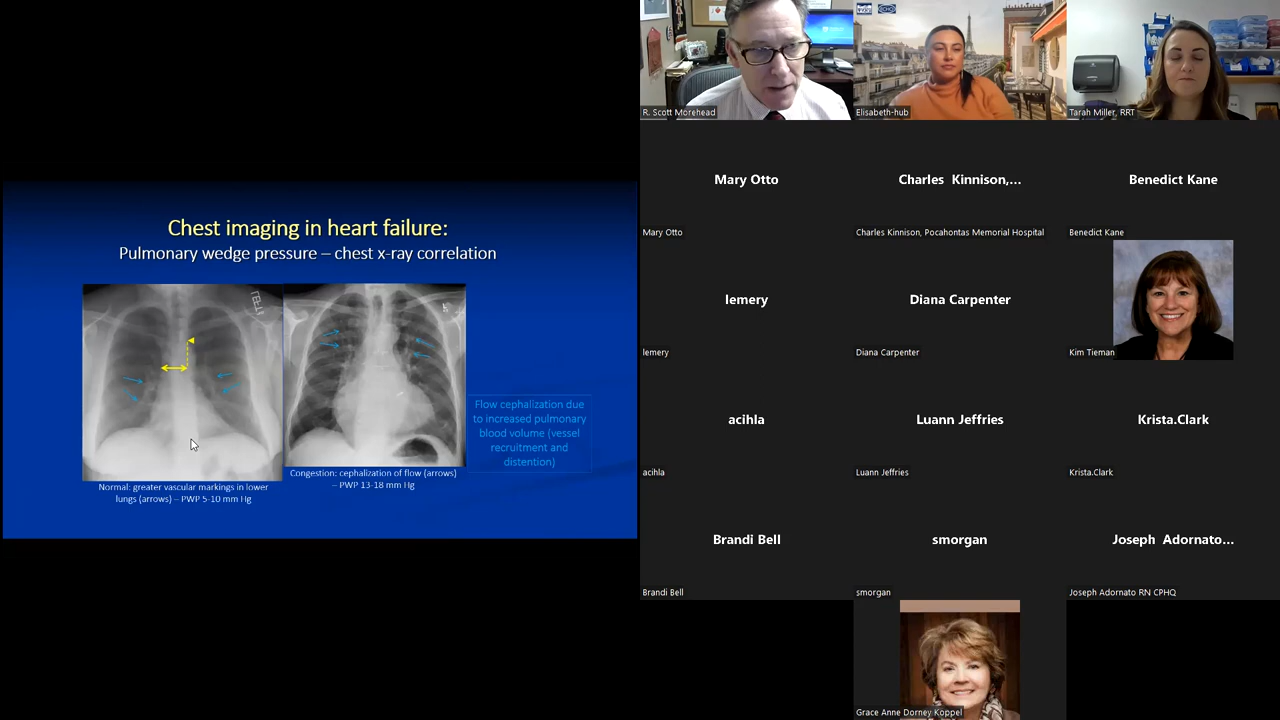 Chest imaging in heart failure:
Pulmonary wedge pressure – chest x-ray correlation
Flow cephalization due
to increased pulmonary
blood volume (vessel
recruitment and
distention)
Normal: greater vascular markings in lower
lungs (arrows) – PWP 5-10 mm Hg
Congestion: cephalization of flow (arrows)
– PWP 13-18 mm Hg
R. Scott Morehead
Elisabeth-hub
Tarah Miller, RRT
Mary Otto
Mary Otto
Charles Kinnison,...
Charles Kinnison, Pocahontas Memorial Hospital
Benedict Kane
Benedict Kane
lemery
lemery
Diana Carpenter
Diana Carpenter
Kim Tieman
acihla
acihla
Luann Jeffries
Luann Jeffries
Krista.Clark
Krista.Clark
Brandi Bell
Brandi Bell
smorgan
smorgan
Joseph Adornato...
Joseph Adornato RN CPHQ
Grace Anne Dorney Koppel